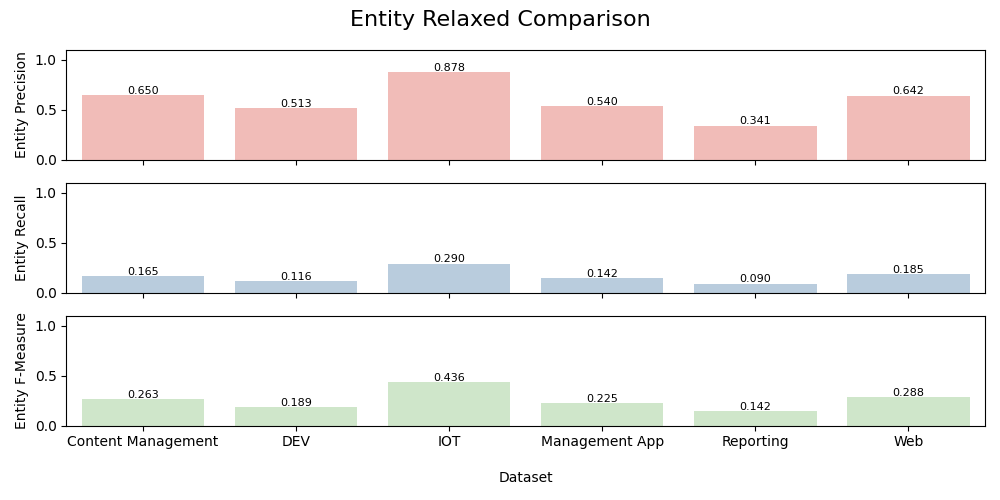 Entity Relaxed Comparison
Entity Precision
1.0
0.5
0.0
0.650
0.513
0.878
0.540
0.341
0.642
Entity Recall
1.0
0.5
0.0
0.165
0.116
0.290
0.142
0.090
0.185
Entity F-Measure
1.0
0.5
0.0
0.263
0.189
0.436
0.225
0.142
0.288
Content Management
DEV
IOT
Management App
Reporting
Web
Dataset